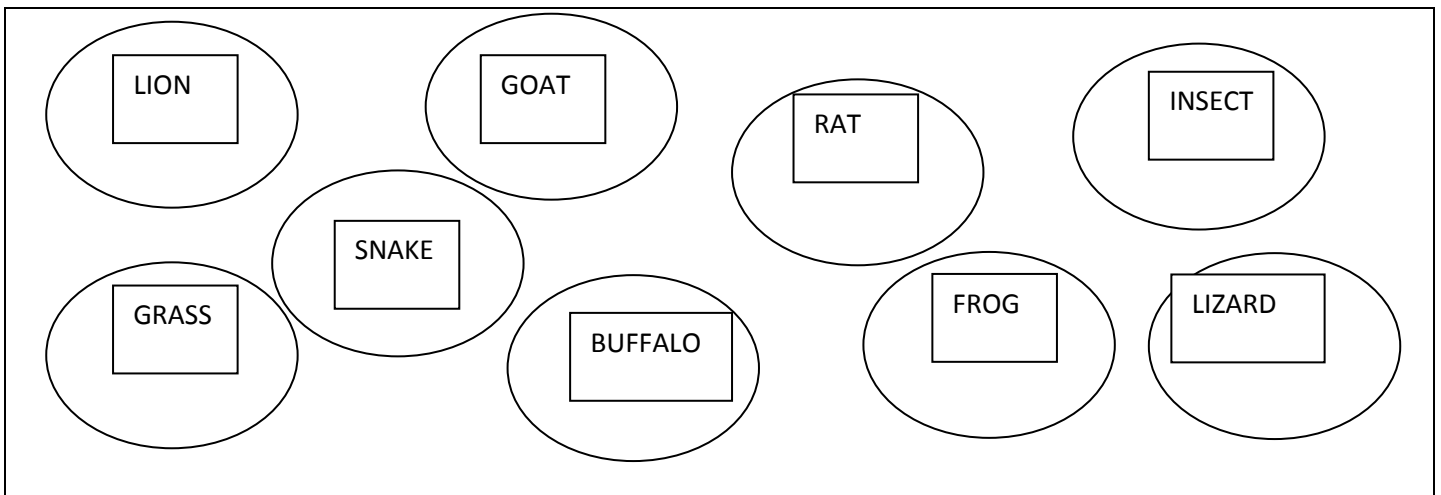 LION
GOAT
RAT
INSECT
SNAKE
GRASS
BUFFALO
FROG
LIZARD